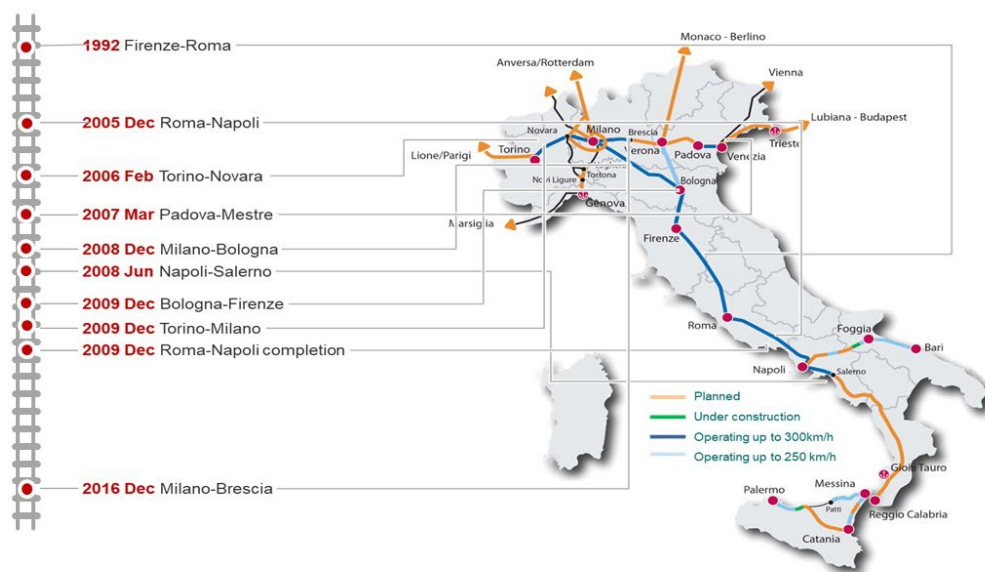 1992 Firenze-Roma
2005 Dec Roma-Napoli
2006 Feb Torino-Novara
2007 Mar Padova-Mestre
2008 Dec Milano-Bologna
2008 Jun Napoli-Salerno
2009 Dec Bologna-Firenze
2009 Dec Torino-Milano
2009 Dec Roma-Napoli completion
2016 Dec Milano-Brescia
Monaco - Berlino
Anversa/Rotterdam
Vienna
Lubiana - Budapest
Novara
Milano
Brescia
erona
Trieste
Torino
Padova
Venezia
Lione/Parigi
Tortona
Novi Ligure
Bologna
Genova
Marsiglia
Firenze
Roma
Foggia
Bari
Napoli
Salerno
Planned
Under construction
Operating up to 300km/h
Operating up to 250 km/h
Gioia Tauro
Messina
Palermo
Patti
Reggio Calabria
Catania